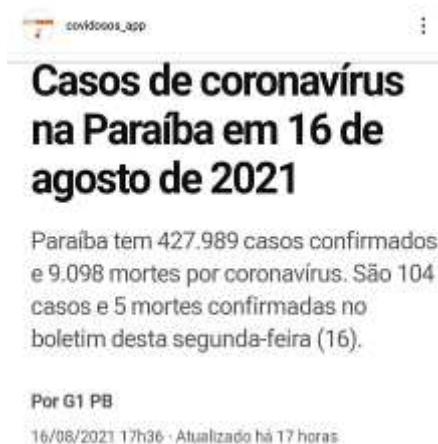 covidosos_app
Casos de coronavírus
na Paraíba em 16 de
agosto de 2021
Paraíba tem 427.989 casos confirmados
e 9.098 mortes por coronavírus. São 104
casos e 5 mortes confirmadas no
boletim desta segunda-feira (16).
Por G1 PB
16/08/2021 17h36 · Atualizado há 17 horas